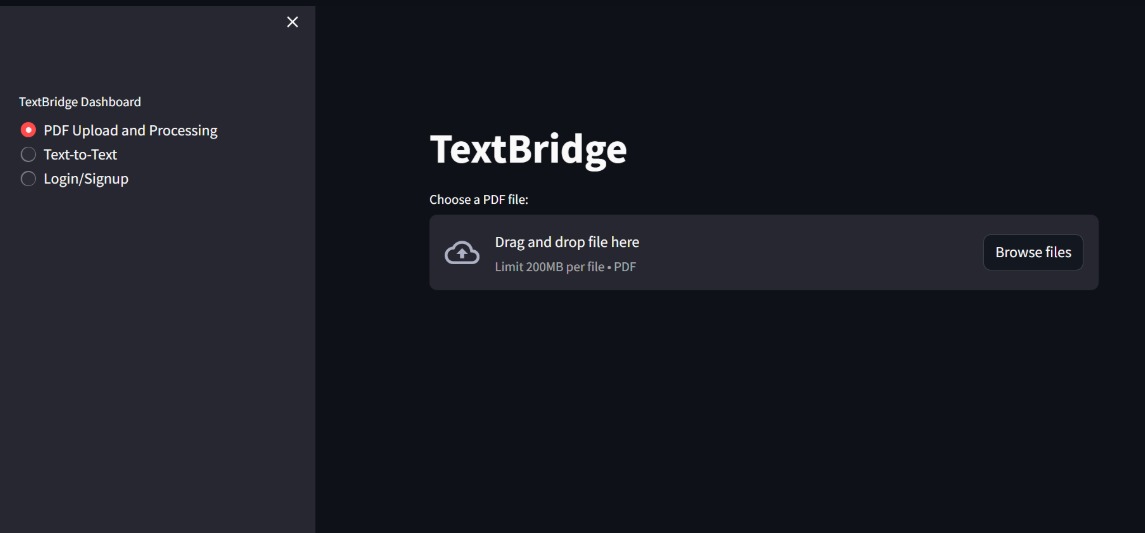 TextBridge Dashboard
PDF Upload and Processing
Text-to-Text
Login/Signup
TextBridge
Choose a PDF file:
Drag and drop file here
Limit 200MB per file • PDF
Browse files